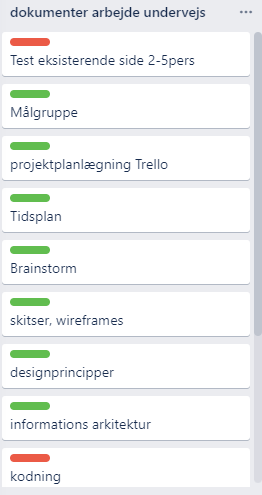 dokumenter arbejde undervejs
Test eksisterende side 2-5pers
Målgruppe
projektplanlægning Trello
Tidsplan
Brainstorm
skitser, wireframes
designprincipper
informations arkitektur
kodning